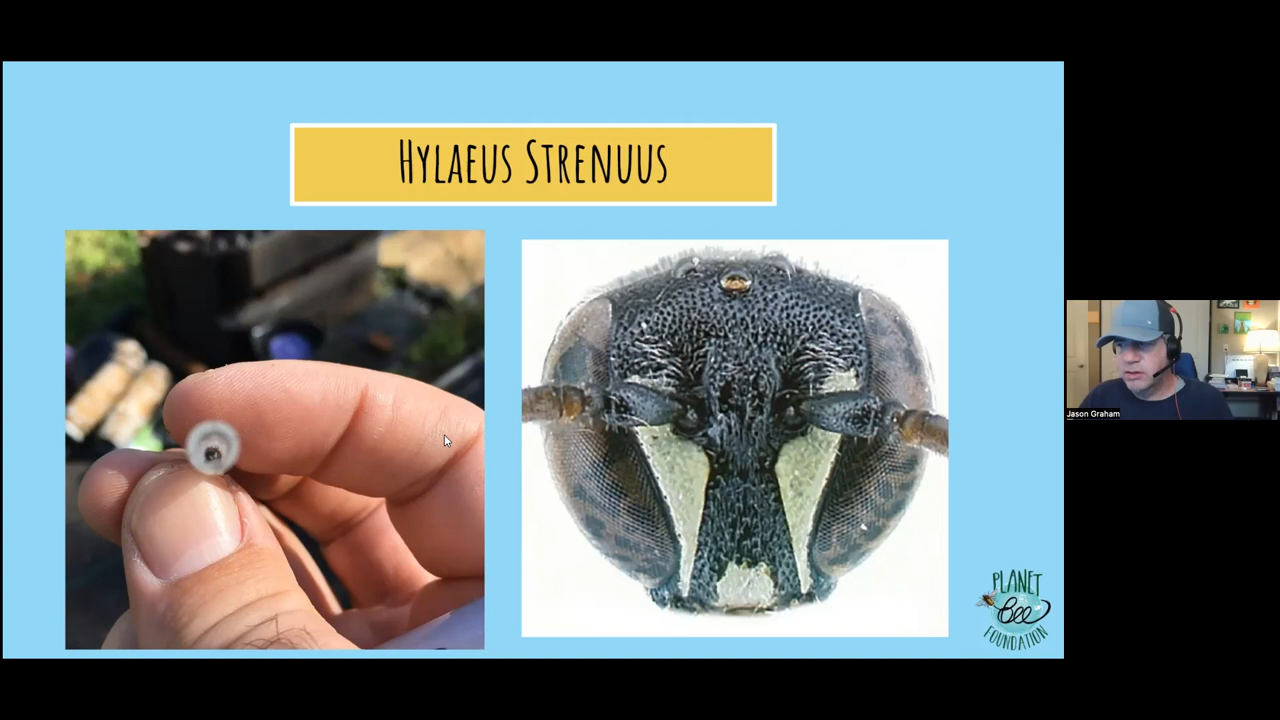 HYLAEUS STRENUUS
Jason Graham
PLANET
Bee
FOUNDATION